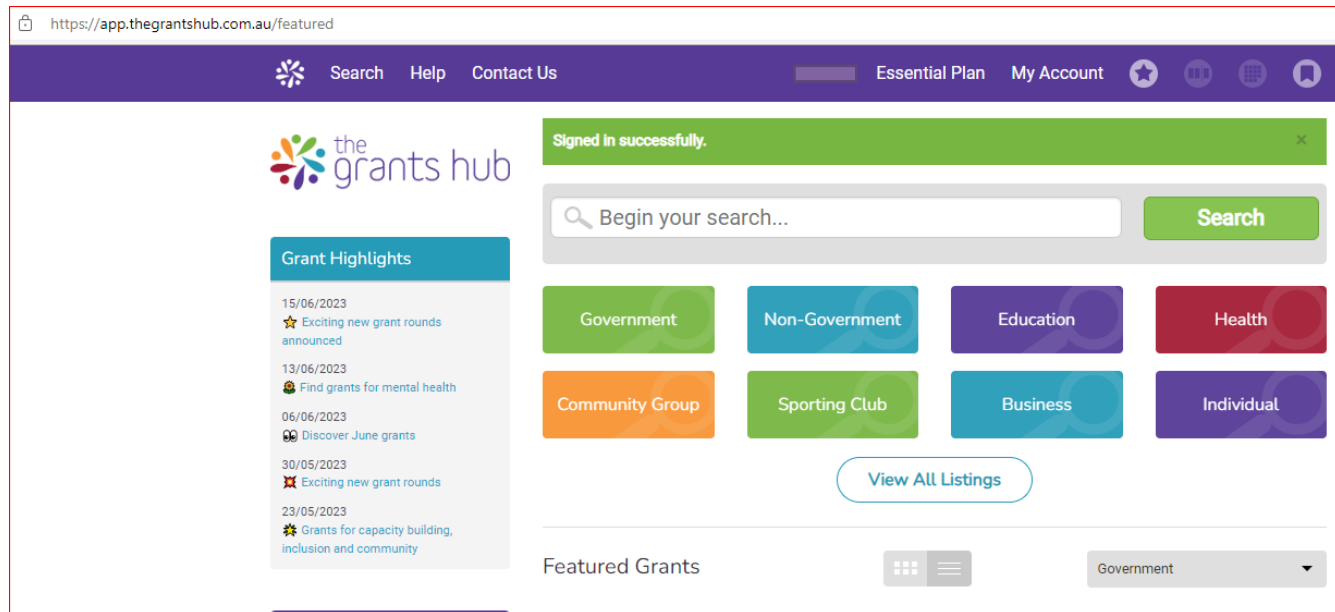 https://app.thegrantshub.com.au/featured
Search Help Contact Us Essential Plan My Account
the
grants hub
Signed in successfully. ×
Begin your search... Search
Grant Highlights
15/06/2023
Exciting new grant rounds
announced
13/06/2023
Find grants for mental health
06/06/2023
Discover June grants
30/05/2023
Exciting new grant rounds
23/05/2023
Grants for capacity building,
inclusion and community
Government Non-Government Education Health
Community Group Sporting Club Business Individual
View All Listings
Featured Grants Government